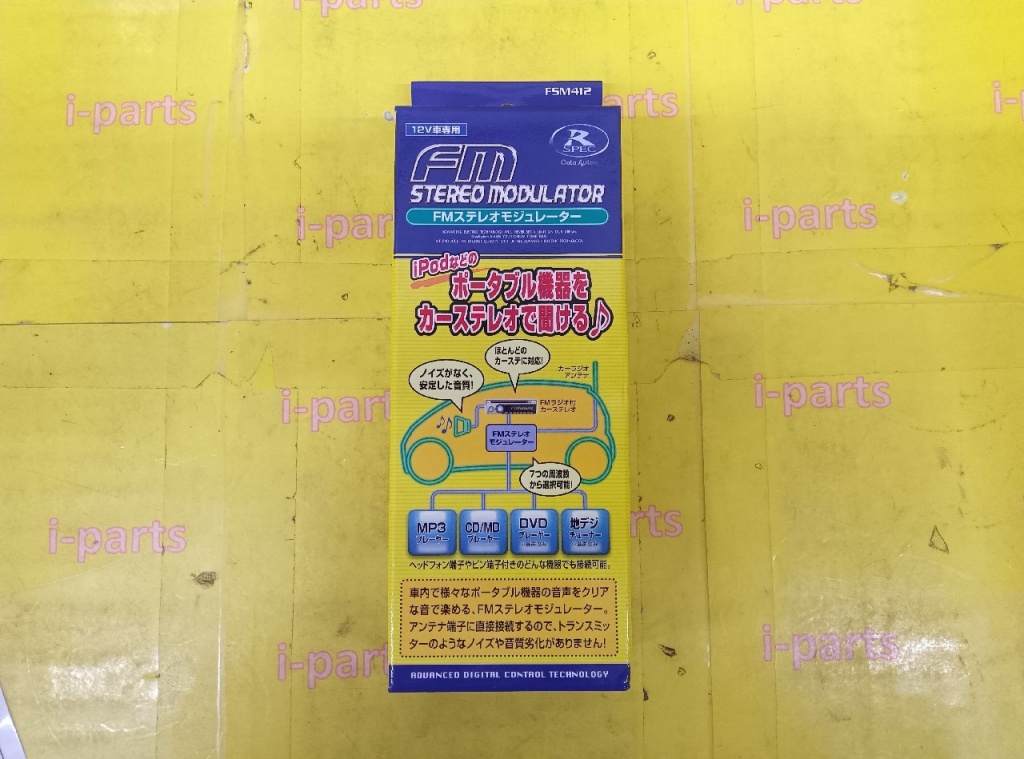 i-parts
i-parts
i-parts
FSM412
i-parts
i-parts
12V車専用
R
SPEC
Data System
FM
STEREO MODULATOR
FMステレオモジュレーター
i-parts
i-parts
iPodなどの
ポータブル機器を
カーステレオで聞ける♪
ほとんどの
カーステに対応!
ノイズがなく、
安定した音質!
カーラジオ
アンテナ
FMラジオ付
カーステレオ
i-parts
i-parts
FMステレオ
モジュレーター
7つの周波数
から選択可能!
MP3
プレーヤー
CD/MD
プレーヤー
DVD
プレーヤー
地デジ
チューナー
i-parts
i-parts
ヘッドフォン端子やピン端子付きのどんな機器でも接続可能。
車内で様々なポータブル機器の音声をクリア
な音で楽める、FMステレオモジュレーター。
アンテナ端子に直接接続するので、トランスミッ
ターのようなノイズや音質劣化がありません!
i-parts
i-parts
ADVANCED DIGITAL CONTROL TECHNOLOGY
i-parts
i-parts